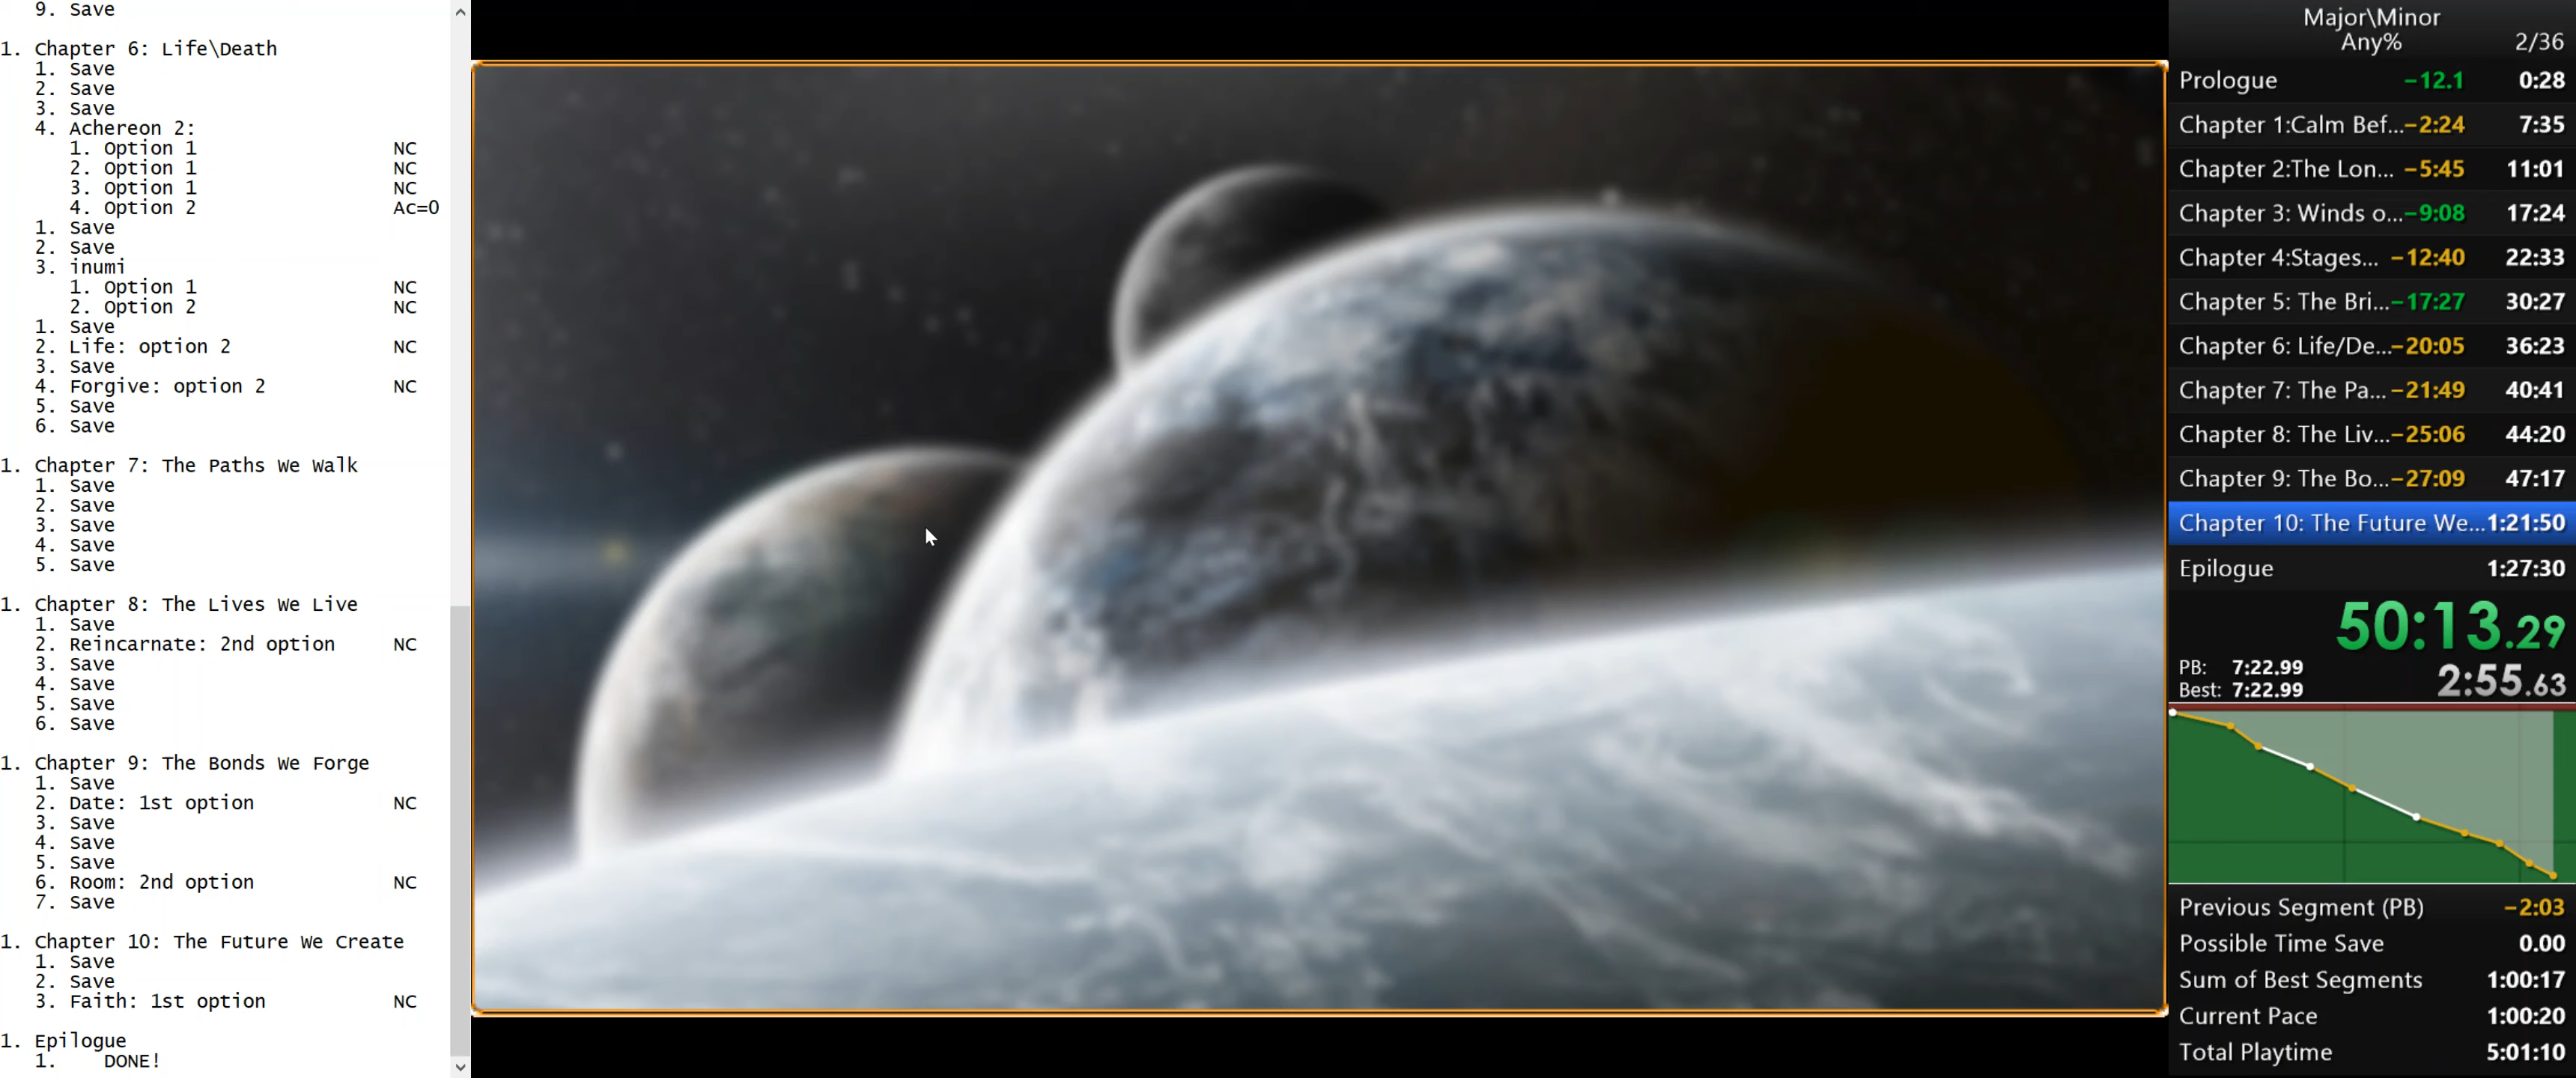 9. Save
1. Chapter 6: Life\Death
1. Save
2. Save
3. Save
4. Achereon 2:
1. Option 1 NC
2. Option 1 NC
3. Option 1 NC
4. Option 2 Ac=0
1. Save
2. Save
3. inumi
1. Option 1 NC
2. Option 2 NC
1. Save
2. Life: option 2 NC
3. Save
4. Forgive: option 2 NC
5. Save
6. Save
1. Chapter 7: The Paths We Walk
1. Save
2. Save
3. Save
4. Save
5. Save
1. Chapter 8: The Lives We Live
1. Save
2. Reincarnate: 2nd option NC
3. Save
4. Save
5. Save
6. Save
1. Chapter 9: The Bonds We Forge
1. Save
2. Date: 1st option NC
3. Save
4. Save
5. Save
6. Room: 2nd option NC
7. Save
1. Chapter 10: The Future We Create
1. Save
2. Save
3. Faith: 1st option NC
1. Epilogue
1. DONE!
Major\Minor
Any% 2/36
Prologue −12.1 0:28
Chapter 1:Calm Bef... −2:24 7:35
Chapter 2:The Lon... −5:45 11:01
Chapter 3: Winds o... −9:08 17:24
Chapter 4:Stages... −12:40 22:33
Chapter 5: The Bri... −17:27 30:27
Chapter 6: Life/De... −20:05 36:23
Chapter 7: The Pa... −21:49 40:41
Chapter 8: The Liv... −25:06 44:20
Chapter 9: The Bo... −27:09 47:17
Chapter 10: The Future We... 1:21:50
Epilogue 1:27:30
50:13.29
PB: 7:22.99
Best: 7:22.99
2:55.63
Previous Segment (PB) −2:03
Possible Time Save 0.00
Sum of Best Segments 1:00:17
Current Pace 1:00:20
Total Playtime 5:01:10